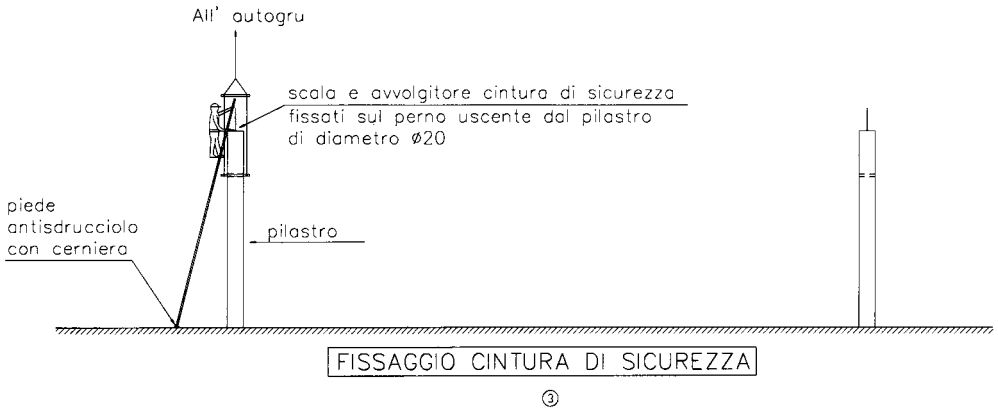 All' autogru
scala e avvolgitore cintura di sicurezza
fissati sul perno uscente dal pilastro
di diametro ø20
piede
antisdrucciolo
con cerniera
pilastro
FISSAGGIO CINTURA DI SICUREZZA
3